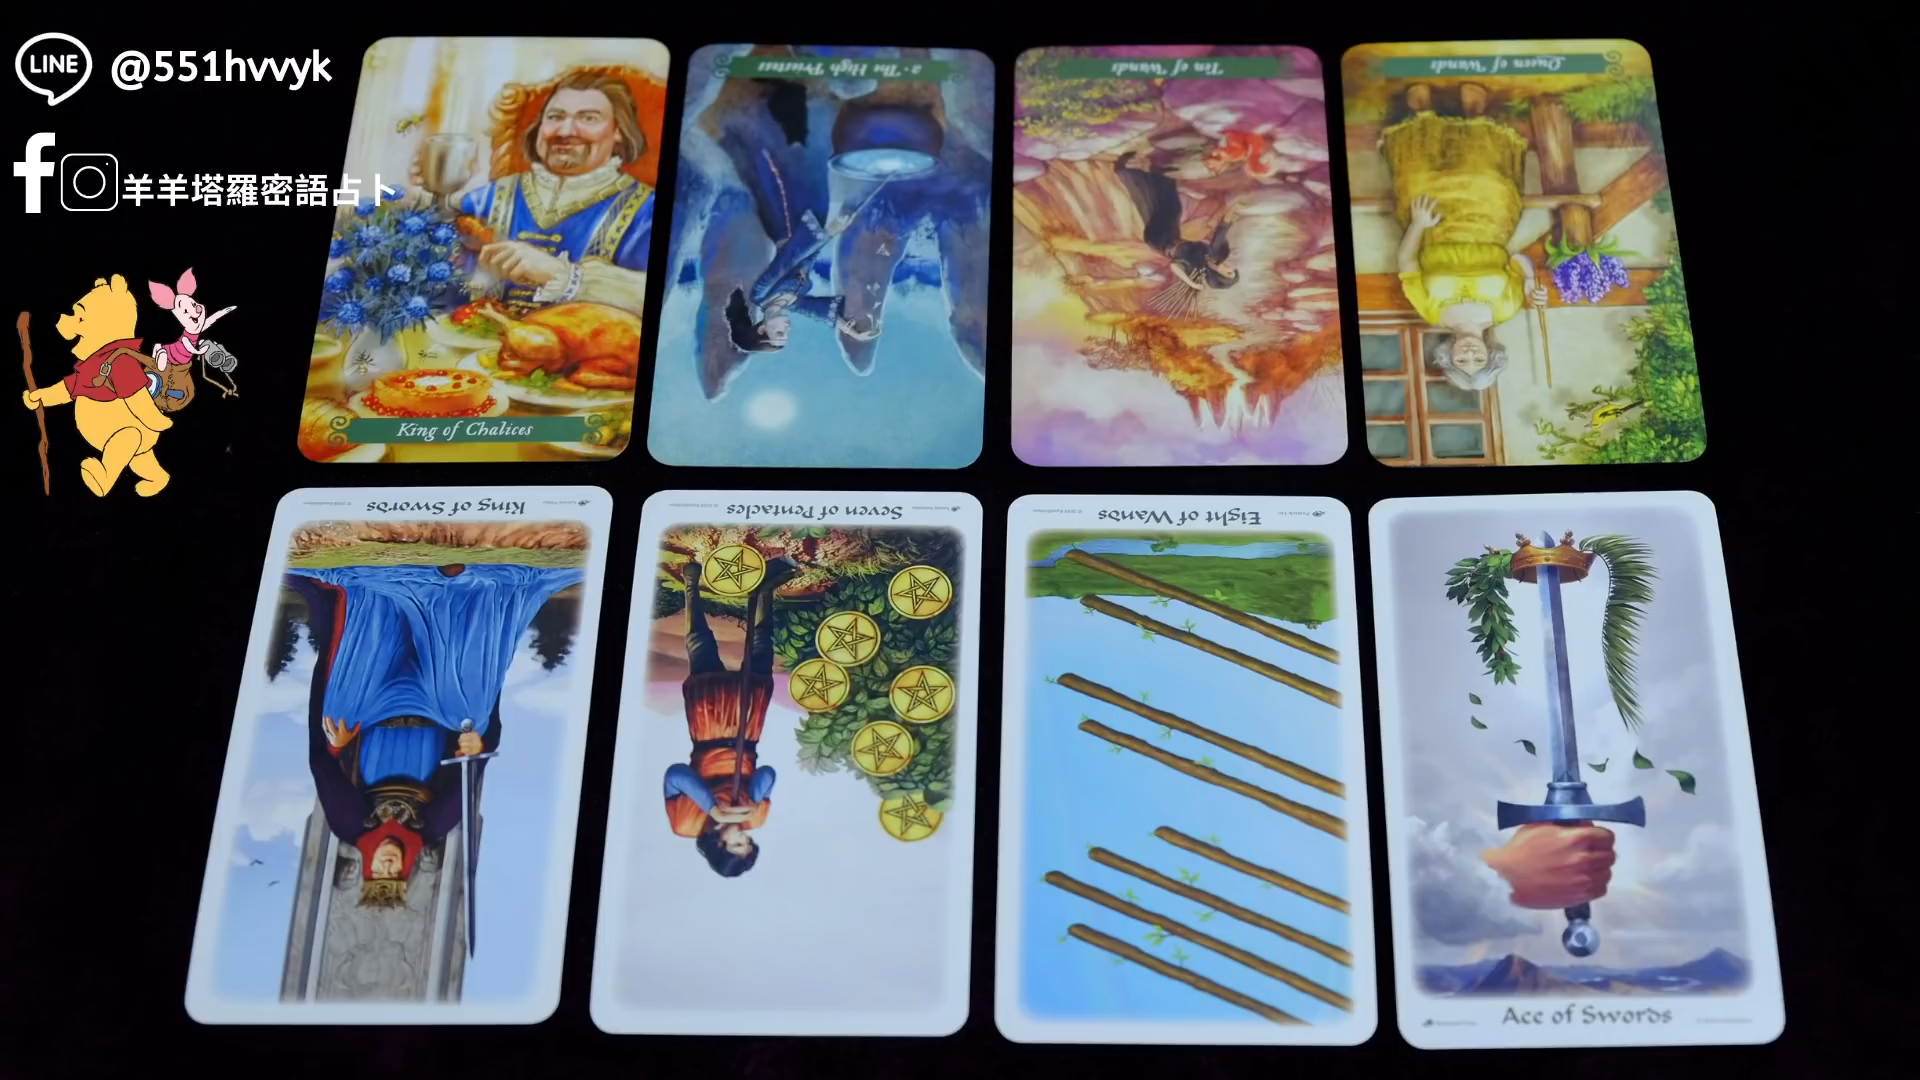 LINE @551hvvyk
羊羊塔羅密語占卜
King of Chalices
2 · The High Priestess
Ten of Wands
Queen of Wands
King of Swords
Seven of Pentacles
Eight of Wands
Ace of Swords